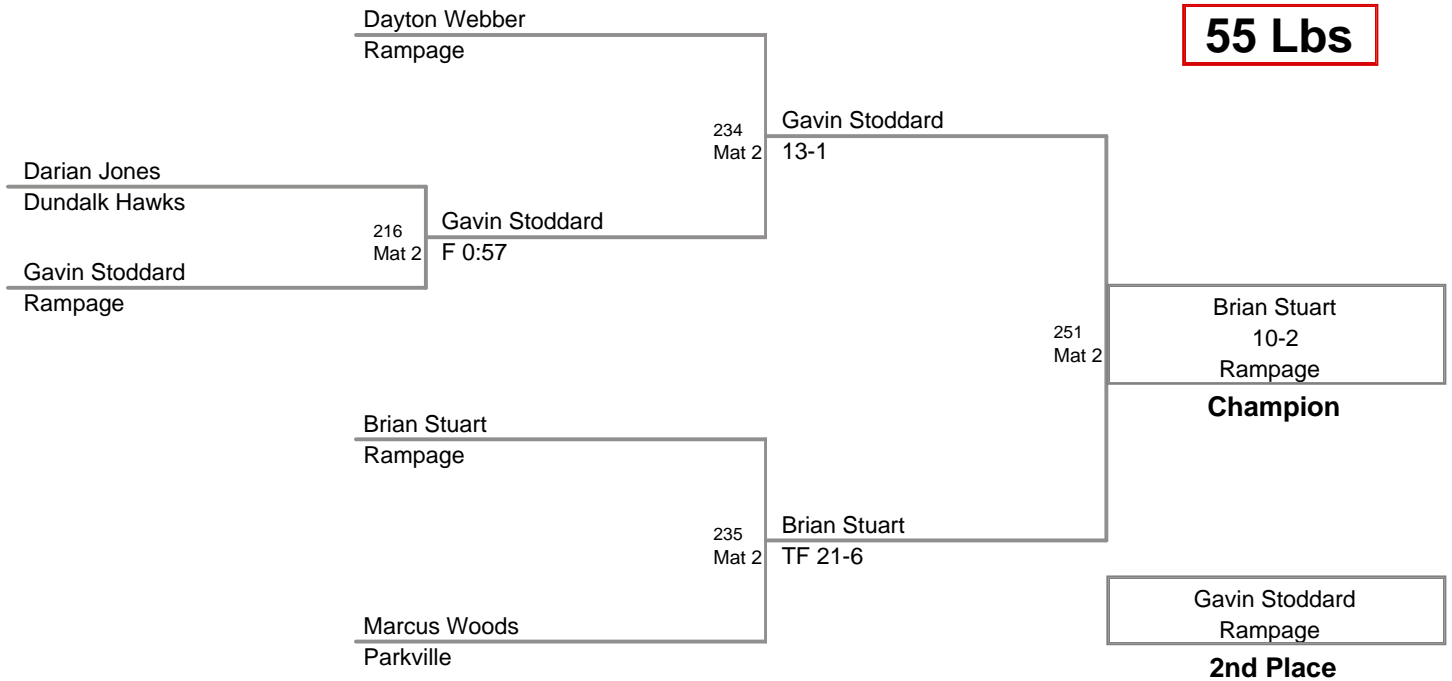 Dayton Webber
Rampage
55 Lbs
234
Mat 2
Gavin Stoddard
13-1
Darian Jones
Dundalk Hawks
216
Mat 2
Gavin Stoddard
F 0:57
Gavin Stoddard
Rampage
251
Mat 2
Brian Stuart
10-2
Rampage
Champion
Brian Stuart
Rampage
235
Mat 2
Brian Stuart
TF 21-6
Marcus Woods
Parkville
Gavin Stoddard
Rampage
2nd Place